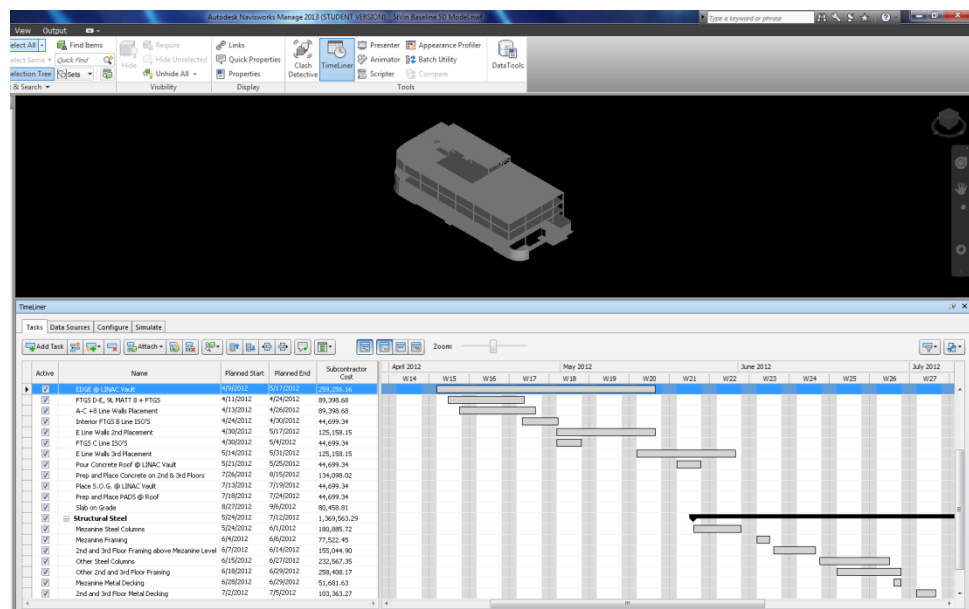 Autodesk Navisworks Manage 2013 (STUDENT VERSION) StVin Baseline SD Model.nwf
Type a keyword or phrase
View Output
elect All Find Items Require Links Presenter Appearance Profiler
elect Same Quick Find Hide Hide Unselected Quick Properties Clash Detective TimeLiner Animator Batch Utility DataTools
election Tree Sets Unhide All Properties Scripter Compare
& Search Visibility Display Tools
TimeLiner
Tasks Data Sources Configure Simulate
Add Task Attach Zoom:
Active Name Planned Start Planned End Subcontractor Cost
April 2012 May 2012 June 2012 July 2012
W14 W15 W16 W17 W18 W19 W20 W21 W22 W23 W24 W25 W26 W27
EDGE @ LINAC Vault 4/9/2012 5/17/2012 259,256.16
FTGS D-E, 9L MATT 8 + FTGS 4/11/2012 4/24/2012 89,398.68
A-C +8 Line Walls Placement 4/13/2012 4/26/2012 89,398.68
Interior FTGS B Line ISO'S 4/24/2012 4/30/2012 44,699.34
E Line Walls 2nd Placement 4/30/2012 5/17/2012 125,158.15
FTGS C Line ISO'S 4/30/2012 5/4/2012 44,699.34
E Line Walls 3rd Placement 5/14/2012 5/31/2012 125,158.15
Pour Concrete Roof @ LINAC Vault 5/21/2012 5/25/2012 44,699.34
Prep and Place Concrete on 2nd & 3rd Floors 7/26/2012 8/15/2012 134,098.02
Place S.O.G. @ LINAC Vault 7/13/2012 7/19/2012 44,699.34
Prep and Place PADS @ Roof 7/18/2012 7/24/2012 44,699.34
Slab on Grade 8/27/2012 9/6/2012 80,458.81
Structural Steel 5/24/2012 7/12/2012 1,369,563.29
Mezanine Steel Columns 5/24/2012 6/1/2012 180,885.72
Mezanine Framing 6/4/2012 6/6/2012 77,522.45
2nd and 3rd Floor Framing above Mezanine Level 6/7/2012 6/14/2012 155,044.90
Other Steel Columns 6/15/2012 6/27/2012 232,567.35
Other 2nd and 3rd Floor Framing 6/18/2012 6/29/2012 258,408.17
Mezanine Metal Decking 6/28/2012 6/29/2012 51,681.63
2nd and 3rd Floor Metal Decking 7/2/2012 7/5/2012 103,363.27